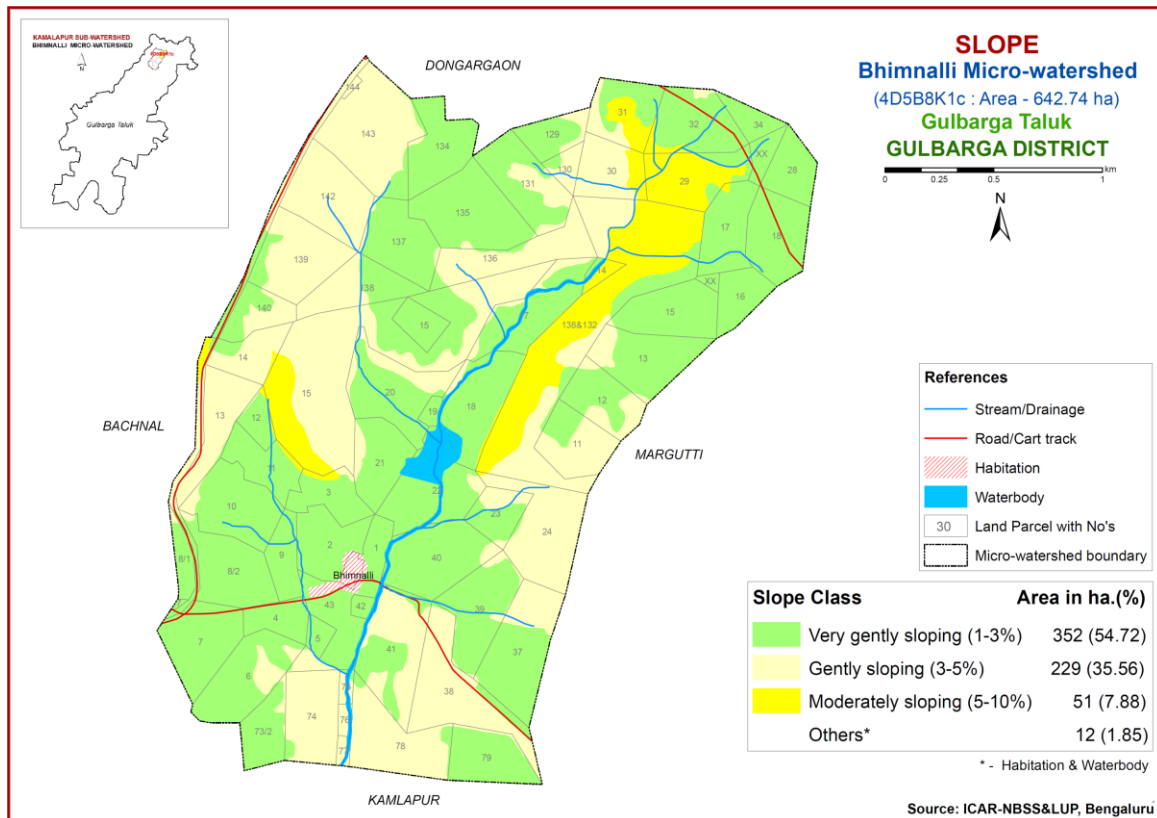 KAMALAPUR SUB-WATERSHED
BHIMNALLI MICRO-WATERSHED
N
Gulbarga Taluk
SLOPE
Bhimnalli Micro-watershed
(4D5B8K1c : Area - 642.74 ha)
Gulbarga Taluk
GULBARGA DISTRICT
0 0.25 0.5 1 km
N
DONGARGAON
BACHNAL
MARGUTTI
KAMLAPUR
144
143
134
129
31
32
34
XX
28
130
30
131
29
142
135
17
18
137
136
139
14
XX
16
138
140
15
7
138&132
15
14
13
15
20
12
13
19
18
12
11
11
21
3
22
10
23
24
2
1
9
40
8/1
8/2
Bhimnalli
43
42
39
4
5
7
41
37
6
38
74
76
73/2
77
78
79
References
Stream/Drainage
Road/Cart track
Habitation
Waterbody
30 Land Parcel with No's
Micro-watershed boundary
Slope Class Area in ha.(%)
Very gently sloping (1-3%) 352 (54.72)
Gently sloping (3-5%) 229 (35.56)
Moderately sloping (5-10%) 51 (7.88)
Others* 12 (1.85)
* - Habitation & Waterbody
Source: ICAR-NBSS&LUP, Bengaluru